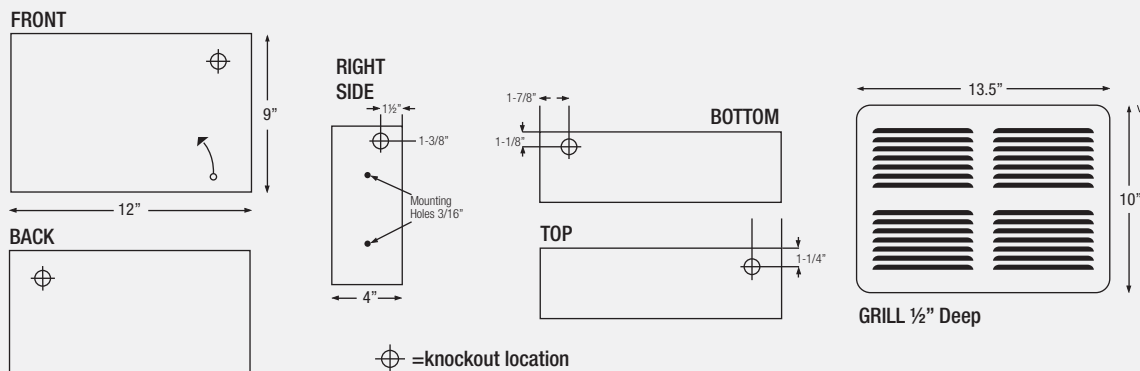 FRONT
9”
12”
BACK
RIGHT
SIDE
1½”
1-3/8”
Mounting
Holes 3/16”
4”
1-7/8”
BOTTOM
1-1/8”
TOP
1-1/4”
=knockout location
13.5”
10”
GRILL ½” Deep